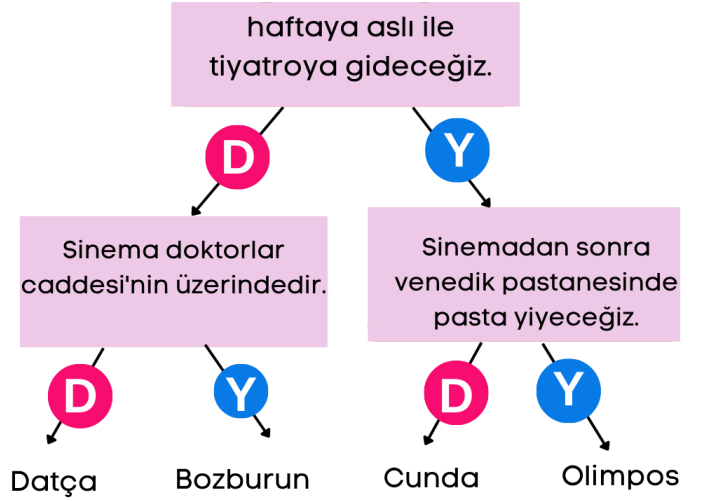 haftaya aslı ile
tiyatroya gideceğiz.
D
Y
Sinema doktorlar
caddesi'nin üzerindedir.
Sinemadan sonra
venedik pastanesinde
pasta yiyeceğiz.
D
Y
D
Y
Datça
Bozburun
Cunda
Olimpos